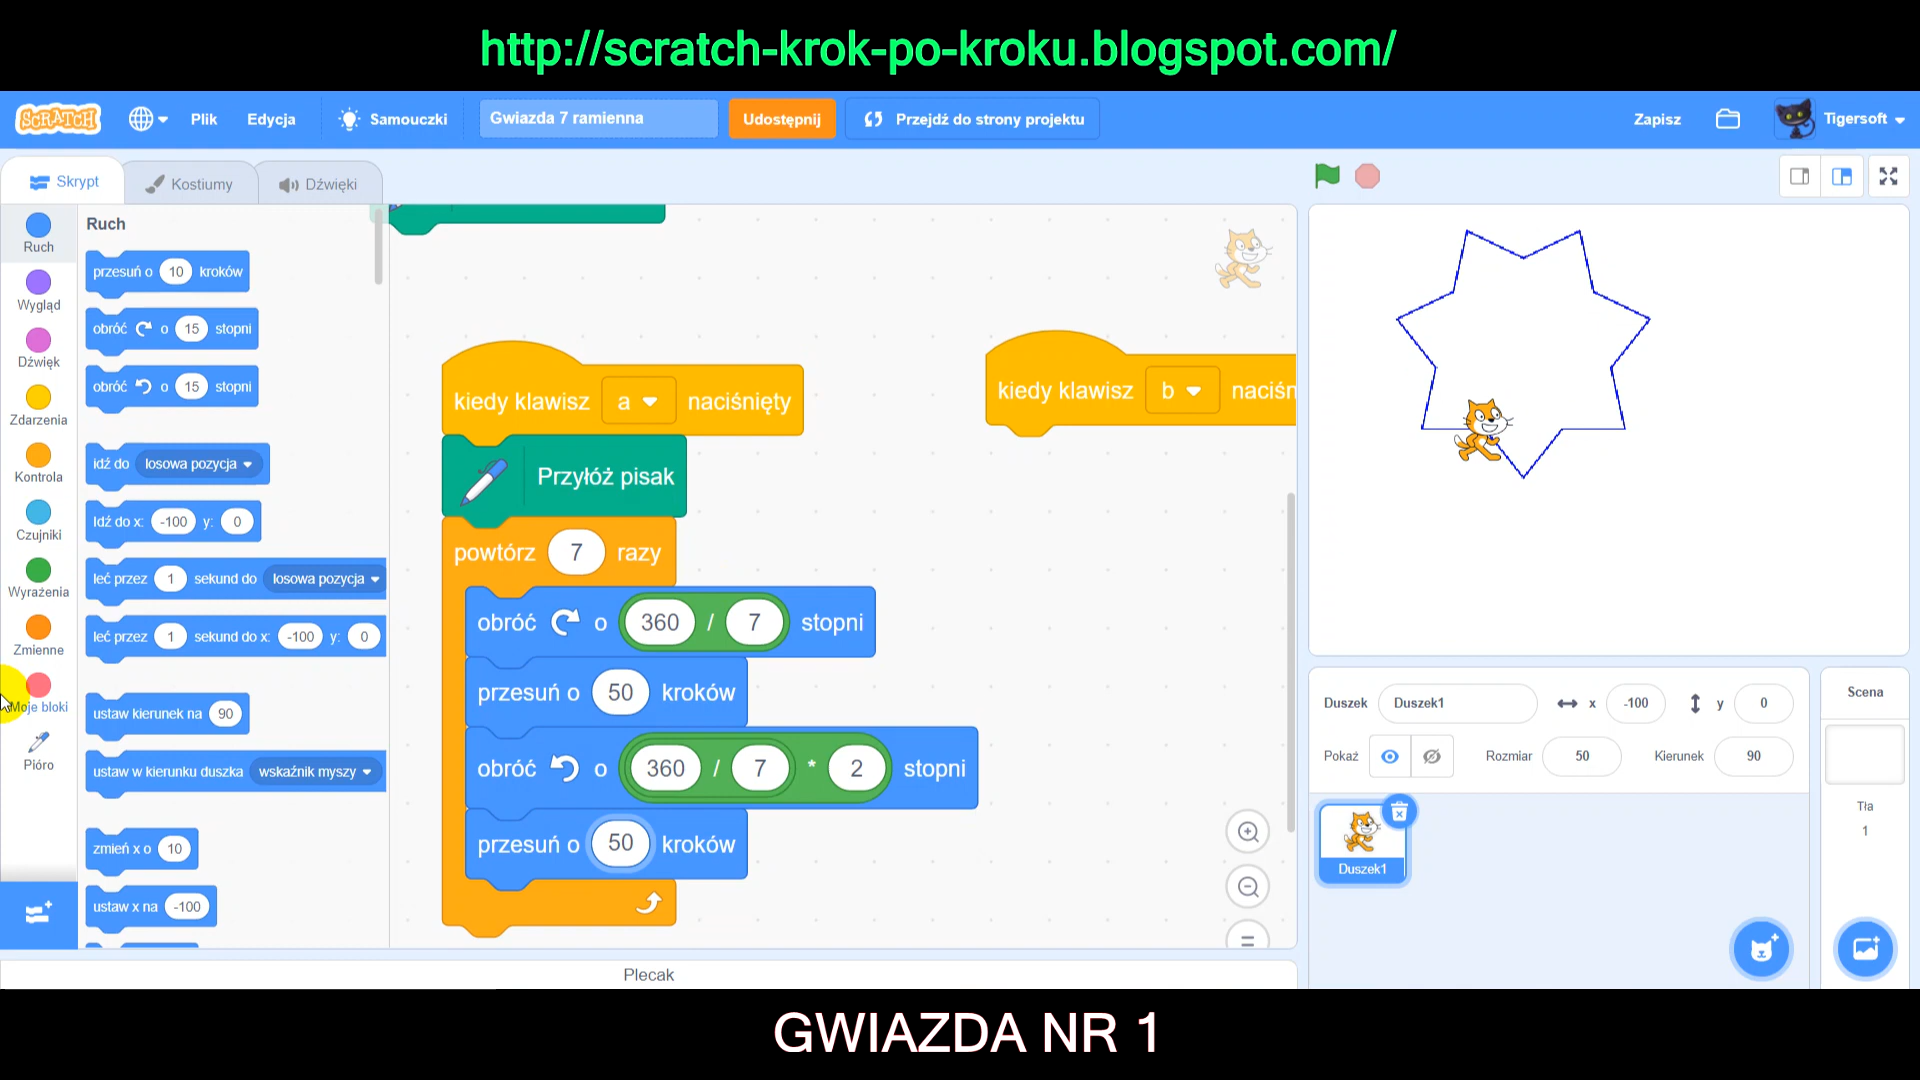 http://scratch-krok-po-kroku.blogspot.com/
SCRATCH Plik Edycja Samouczki Gwiazda 7 ramienna Udostępnij Przejdź do strony projektu Zapisz Tigersoft
Skrypt Kostiumy Dźwięki
Ruch
Wygląd
Dźwięk
Zdarzenia
Kontrola
Czujniki
Wyrażenia
Zmienne
Moje bloki
Pióro
Ruch
przesuń o 10 kroków
obróć o 15 stopni
obróć o 15 stopni
idź do losowa pozycja
Idź do x: -100 y: 0
leć przez 1 sekund do losowa pozycja
leć przez 1 sekund do x: -100 y: 0
ustaw kierunek na 90
ustaw w kierunku duszka wskaźnik myszy
zmień x o 10
ustaw x na -100
kiedy klawisz a naciśnięty
Przyłóż pisak
powtórz 7 razy
obróć o 360 / 7 stopni
przesuń o 50 kroków
obróć o 360 / 7 * 2 stopni
przesuń o 50 kroków
kiedy klawisz b naciśn
Plecak
Duszek Duszek1 x -100 y 0
Pokaż Rozmiar 50 Kierunek 90
Duszek1
Scena
Tła
1
GWIAZDA NR 1